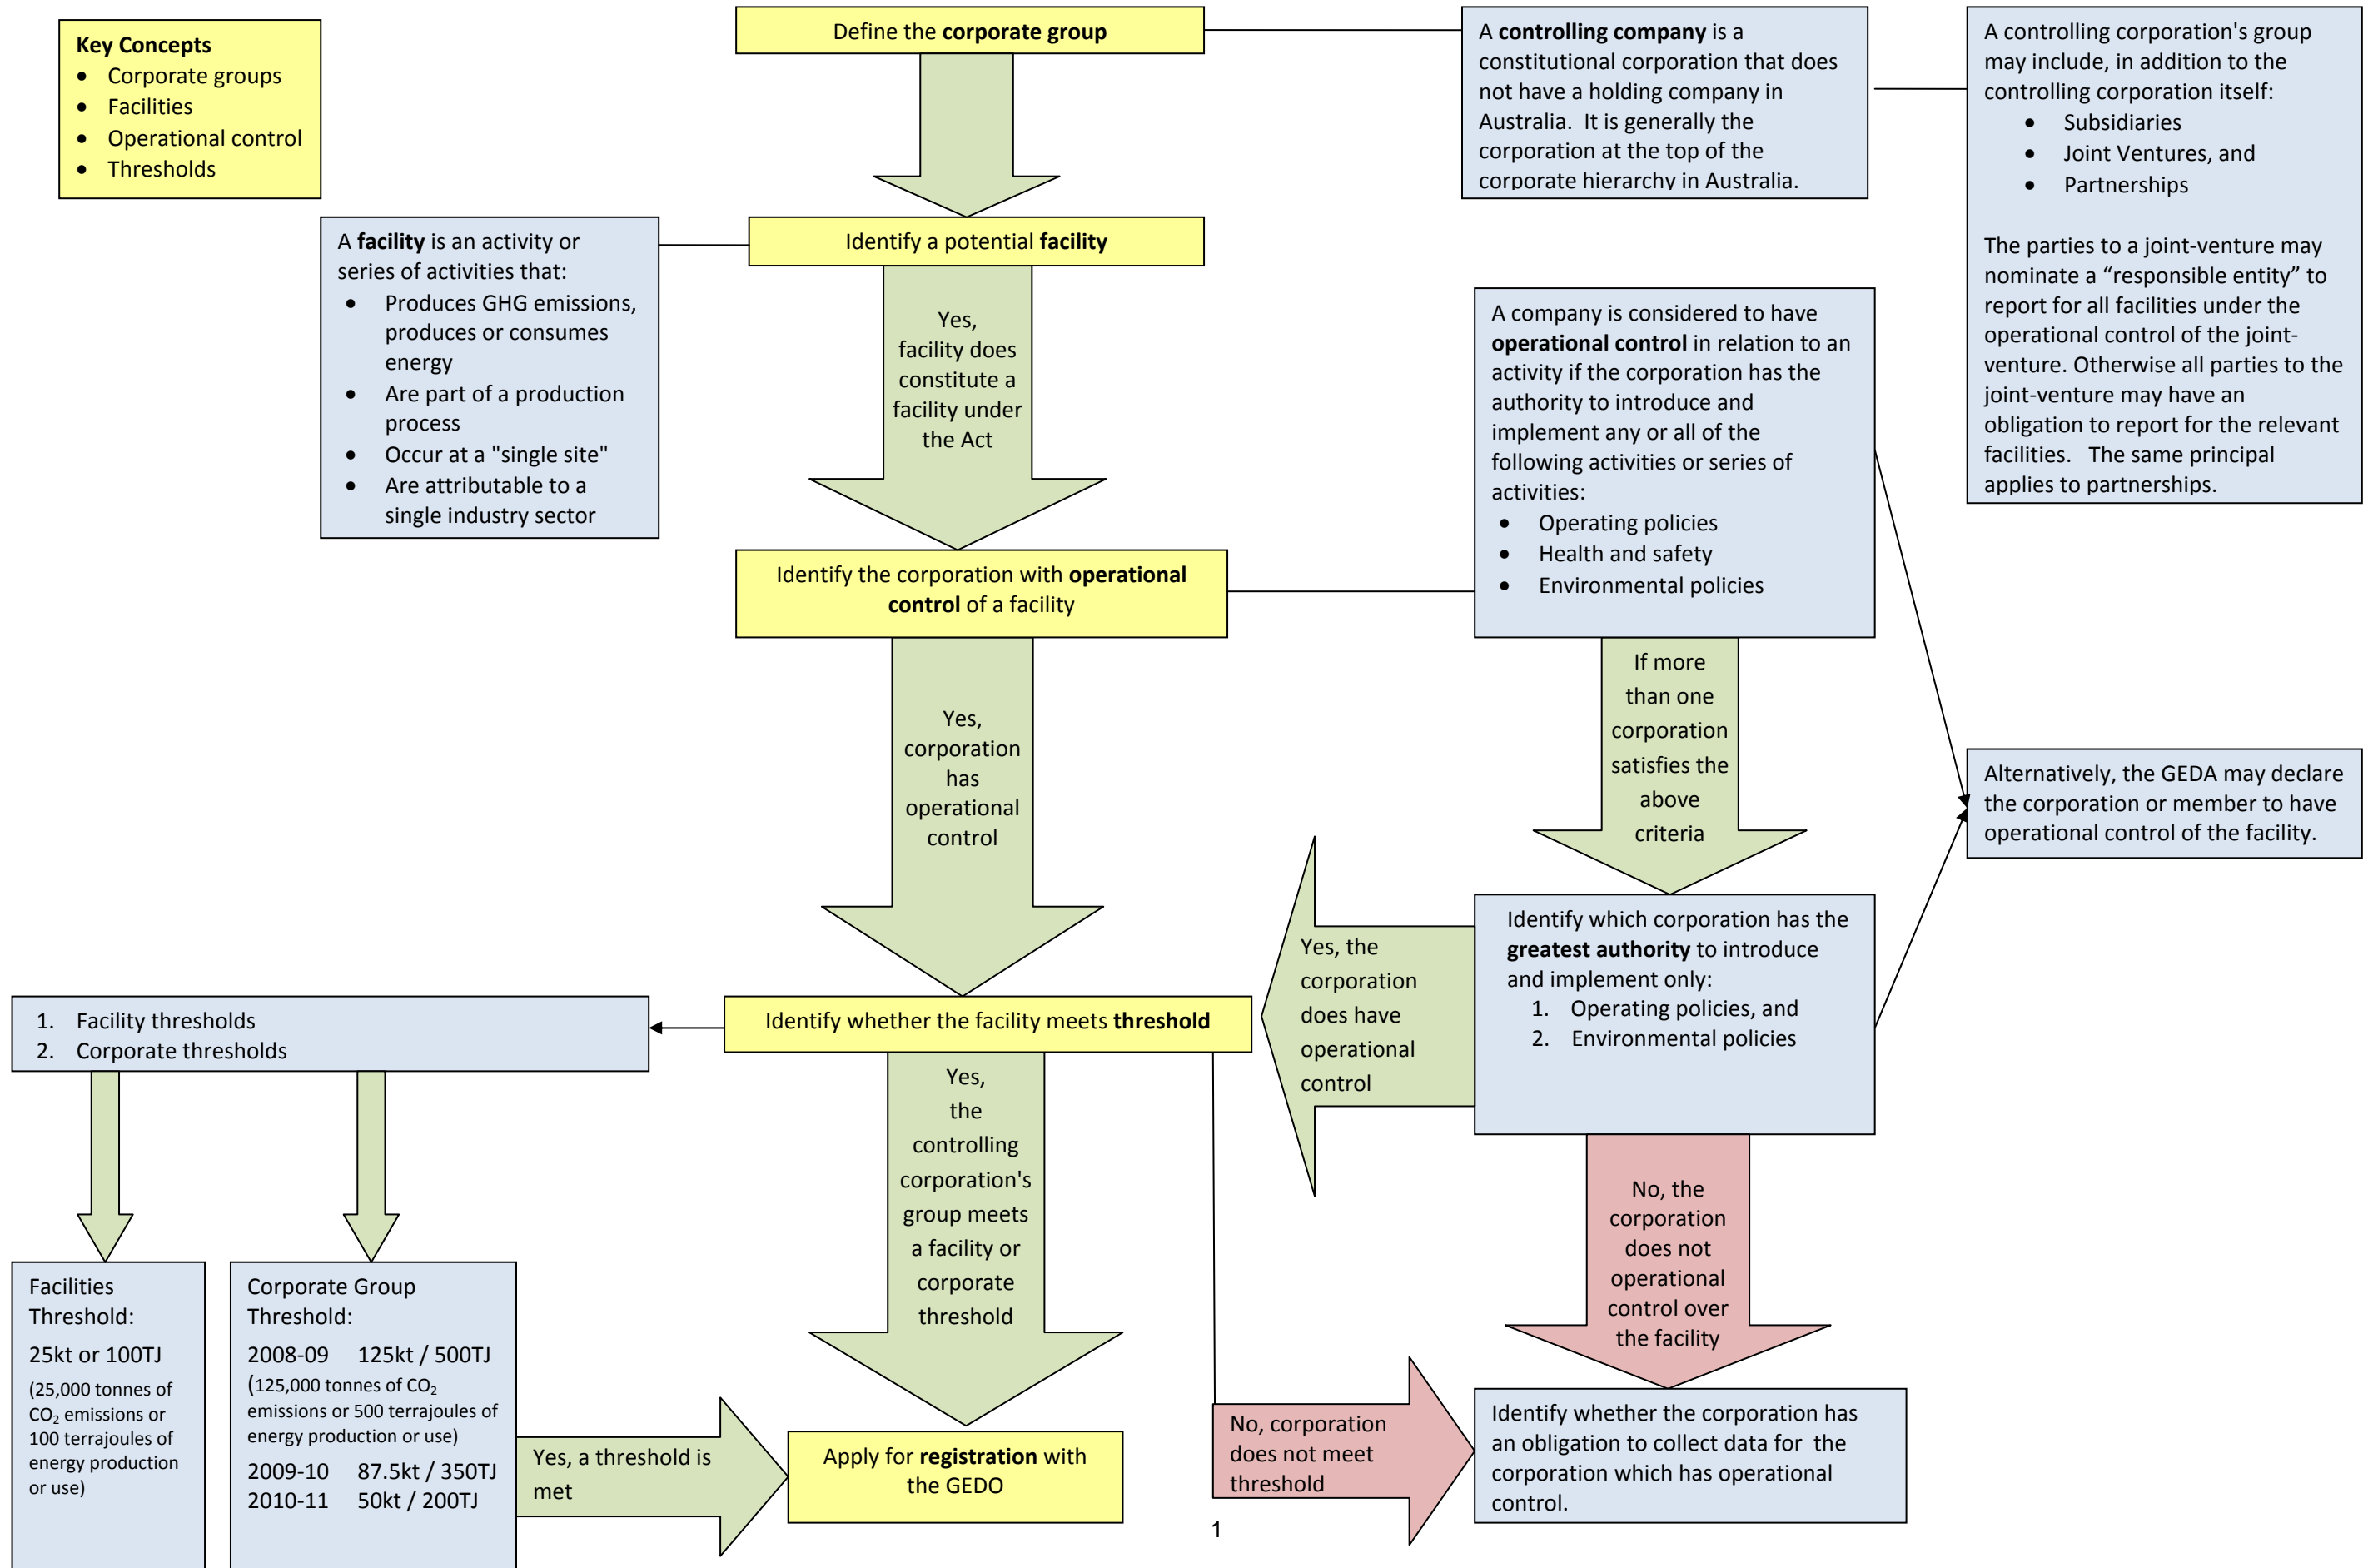 Key Concepts
• Corporate groups
• Facilities
• Operational control
• Thresholds
Define the corporate group
A controlling company is a
constitutional corporation that does
not have a holding company in
Australia.  It is generally the
corporation at the top of the
corporate hierarchy in Australia.
A controlling corporation's group
may include, in addition to the
controlling corporation itself:
• Subsidiaries
• Joint Ventures, and
• Partnerships
The parties to a joint-venture may
nominate a “responsible entity” to
report for all facilities under the
operational control of the joint-
venture. Otherwise all parties to the
joint-venture may have an
obligation to report for the relevant
facilities.   The same principal
applies to partnerships.
A facility is an activity or
series of activities that:
• Produces GHG emissions,
produces or consumes
energy
• Are part of a production
process
• Occur at a "single site"
• Are attributable to a
single industry sector
Identify a potential facility
Yes,
facility does
constitute a
facility under
the Act
A company is considered to have
operational control in relation to an
activity if the corporation has the
authority to introduce and
implement any or all of the
following activities or series of
activities:
• Operating policies
• Health and safety
• Environmental policies
Identify the corporation with operational
control of a facility
Yes,
corporation
has
operational
control
If more
than one
corporation
satisfies the
above
criteria
Alternatively, the GEDA may declare
the corporation or member to have
operational control of the facility.
Identify which corporation has the
greatest authority to introduce
and implement only:
1. Operating policies, and
2. Environmental policies
Yes, the
corporation
does have
operational
control
Identify whether the facility meets threshold
1. Facility thresholds
2. Corporate thresholds
Yes,
the
controlling
corporation's
group meets
a facility or
corporate
threshold
No, the
corporation
does not
operational
control over
the facility
Facilities
Threshold:
25kt or 100TJ
(25,000 tonnes of
CO₂ emissions or
100 terrajoules of
energy production
or use)
Corporate Group
Threshold:
2008-09 125kt / 500TJ
(125,000 tonnes of CO₂
emissions or 500 terrajoules of
energy production or use)
2009-10 87.5kt / 350TJ
2010-11 50kt / 200TJ
Yes, a threshold is
met
Apply for registration with
the GEDO
No, corporation
does not meet
threshold
Identify whether the corporation has
an obligation to collect data for  the
corporation which has operational
control.
1